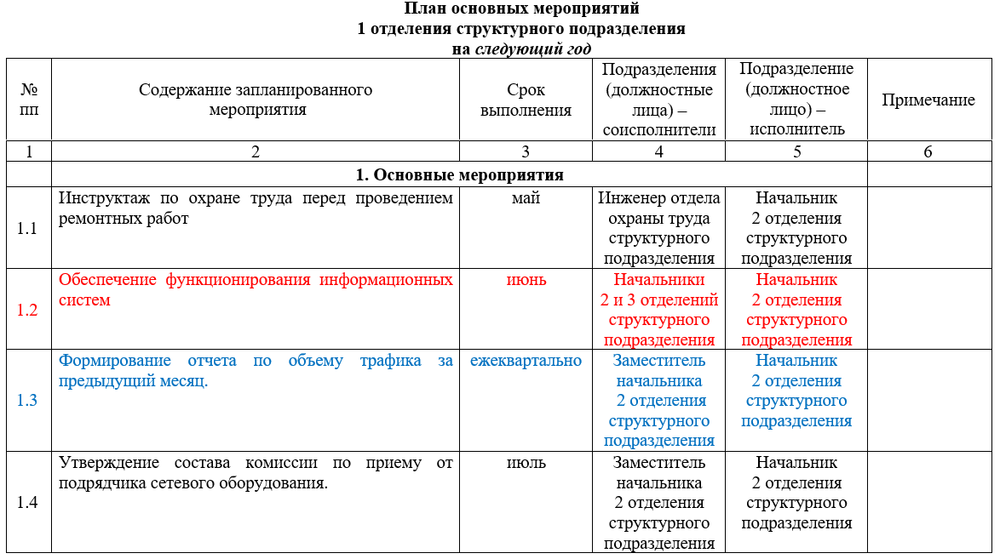 План основных мероприятий
1 отделения структурного подразделения
на следующий год
№
пп
Содержание запланированного
мероприятия
Срок
выполнения
Подразделения
(должностные
лица) –
соисполнители
Подразделение
(должностное
лицо) –
исполнитель
Примечание
1
2
3
4
5
6
1. Основные мероприятия
1.1
Инструктаж по охране труда перед проведением
ремонтных работ
май
Инженер отдела
охраны труда
структурного
подразделения
Начальник
2 отделения
структурного
подразделения
1.2
Обеспечение функционирования информационных
систем
июнь
Начальники
2 и 3 отделений
структурного
подразделения
Начальник
2 отделения
структурного
подразделения
1.3
Формирование отчета по объему трафика за
предыдущий месяц.
ежеквартально
Заместитель
начальника
2 отделения
структурного
подразделения
Начальник
2 отделения
структурного
подразделения
1.4
Утверждение состава комиссии по приему от
подрядчика сетевого оборудования.
июль
Заместитель
начальника
2 отделения
структурного
подразделения
Начальник
2 отделения
структурного
подразделения